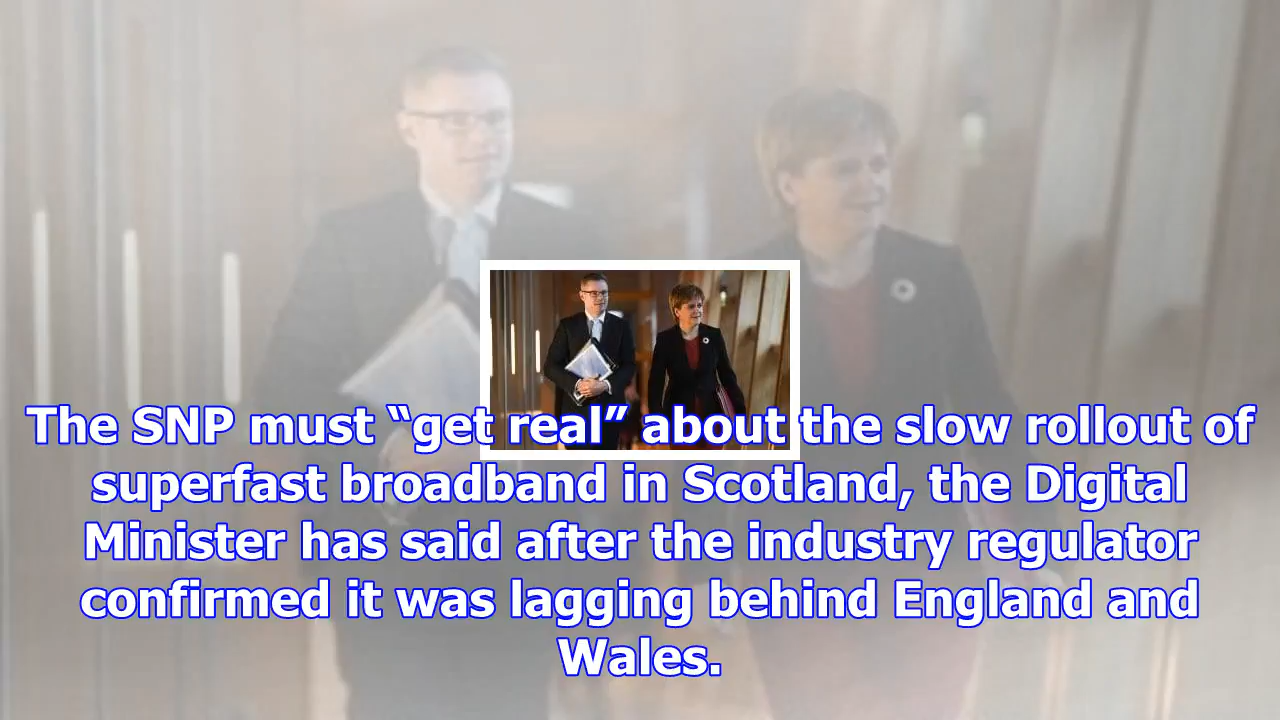 The SNP must “get real” about the slow rollout of
superfast broadband in Scotland, the Digital
Minister has said after the industry regulator
confirmed it was lagging behind England and
Wales.